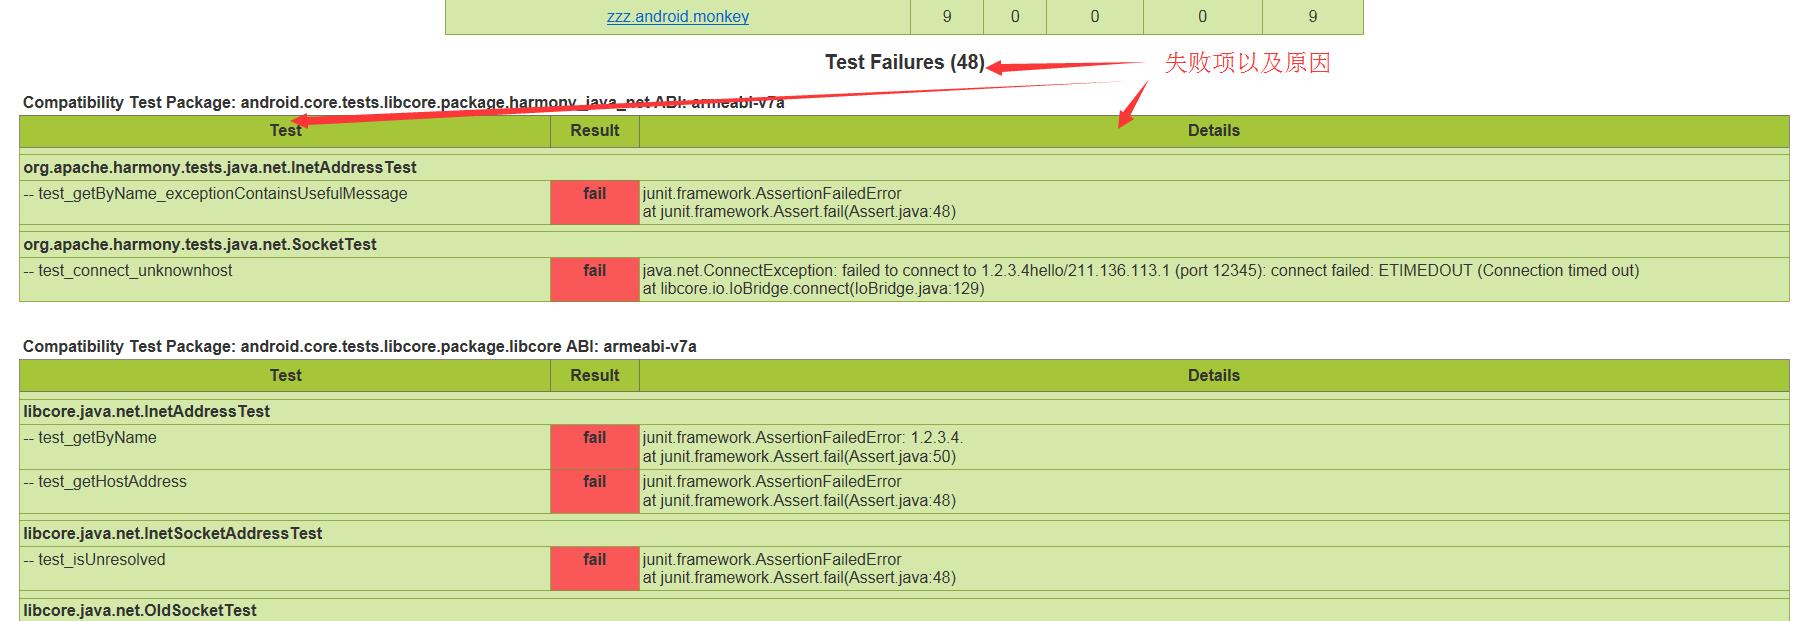 zzz.android.monkey 9 0 0 0 9
Test Failures (48)
失败项以及原因
Compatibility Test Package: android.core.tests.libcore.package.harmony_java_net ABI: armeabi-v7a
Test Result Details
org.apache.harmony.tests.java.net.InetAddressTest
-- test_getByName_exceptionContainsUsefulMessage fail junit.framework.AssertionFailedError
at junit.framework.Assert.fail(Assert.java:48)
org.apache.harmony.tests.java.net.SocketTest
-- test_connect_unknownhost fail java.net.ConnectException: failed to connect to 1.2.3.4hello/211.136.113.1 (port 12345): connect failed: ETIMEDOUT (Connection timed out)
at libcore.io.IoBridge.connect(IoBridge.java:129)
Compatibility Test Package: android.core.tests.libcore.package.libcore ABI: armeabi-v7a
Test Result Details
libcore.java.net.InetAddressTest
-- test_getByName fail junit.framework.AssertionFailedError: 1.2.3.4.
at junit.framework.Assert.fail(Assert.java:50)
-- test_getHostAddress fail junit.framework.AssertionFailedError
at junit.framework.Assert.fail(Assert.java:48)
libcore.java.net.InetSocketAddressTest
-- test_isUnresolved fail junit.framework.AssertionFailedError
at junit.framework.Assert.fail(Assert.java:48)
libcore.java.net.OldSocketTest